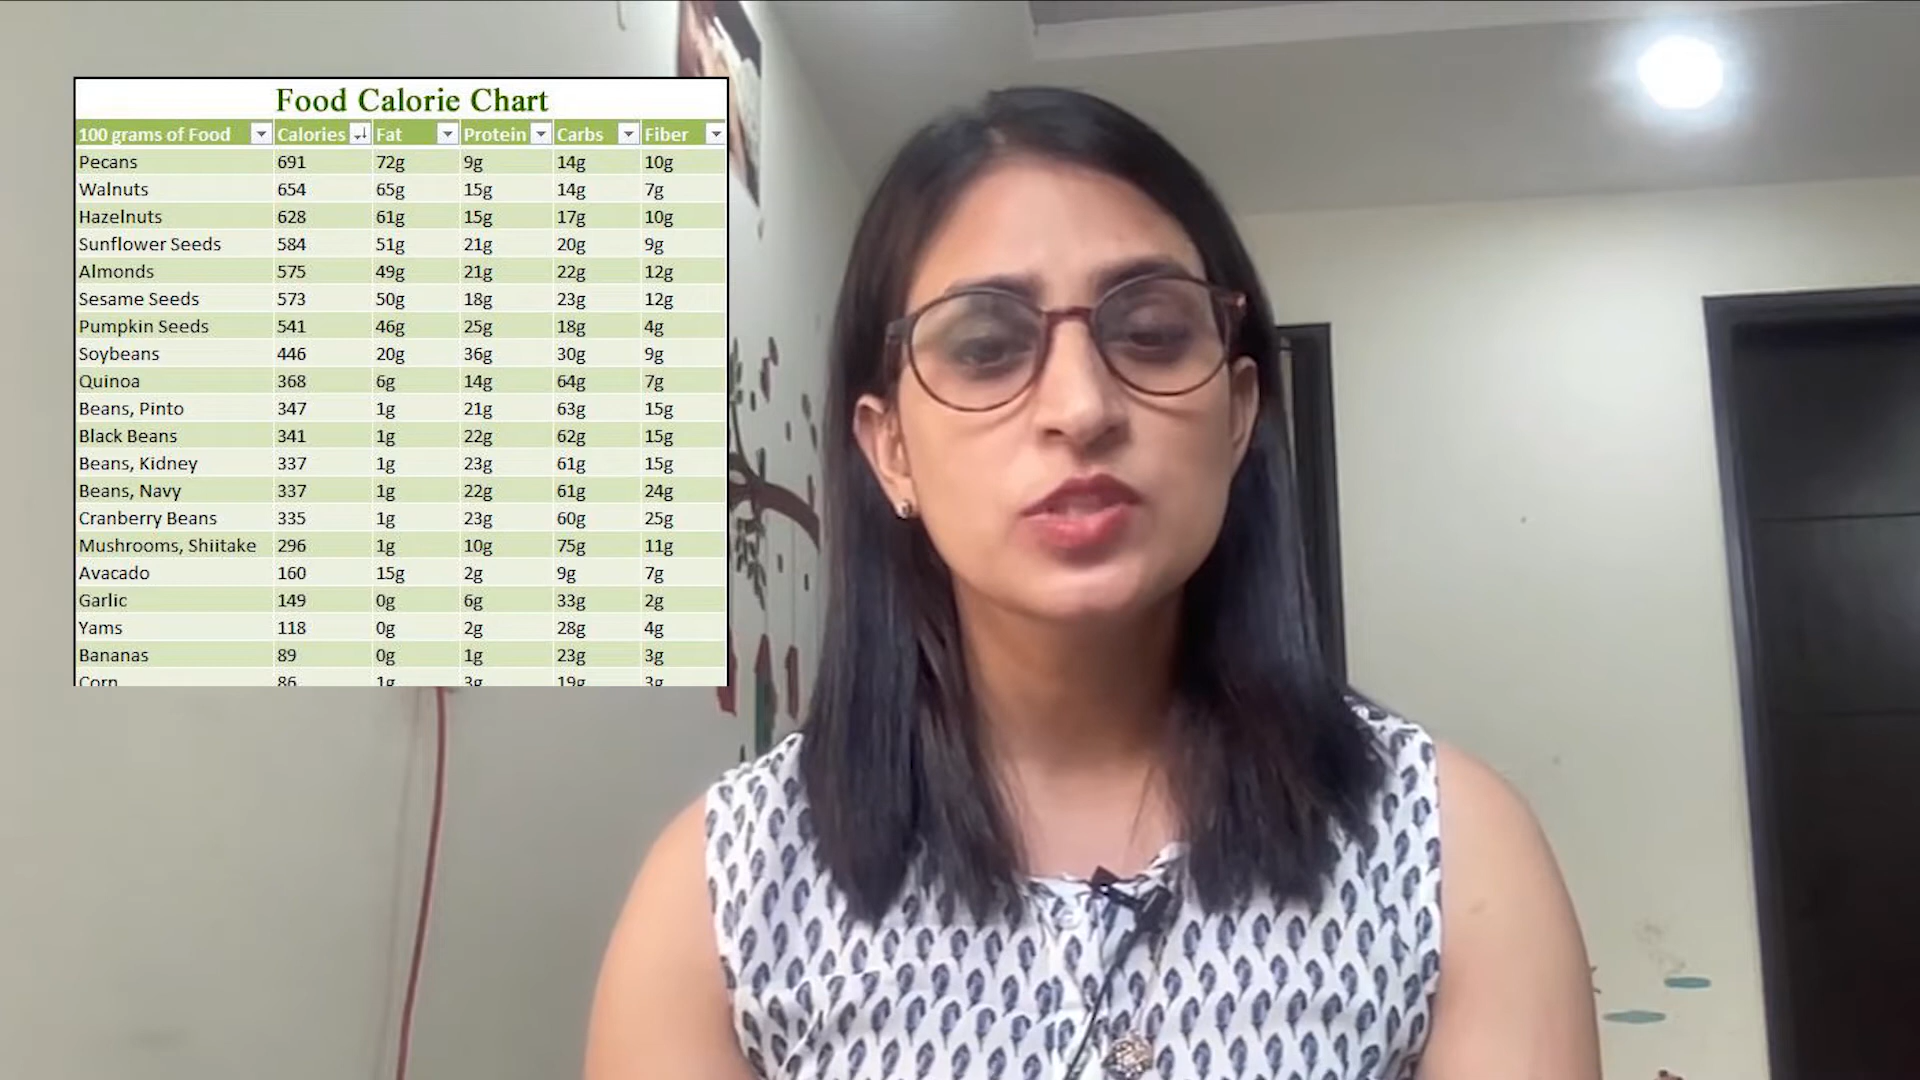 Food Calorie Chart
100 grams of Food Calories Fat Protein Carbs Fiber
Pecans 691 72g 9g 14g 10g
Walnuts 654 65g 15g 14g 7g
Hazelnuts 628 61g 15g 17g 10g
Sunflower Seeds 584 51g 21g 20g 9g
Almonds 575 49g 21g 22g 12g
Sesame Seeds 573 50g 18g 23g 12g
Pumpkin Seeds 541 46g 25g 18g 4g
Soybeans 446 20g 36g 30g 9g
Quinoa 368 6g 14g 64g 7g
Beans, Pinto 347 1g 21g 63g 15g
Black Beans 341 1g 22g 62g 15g
Beans, Kidney 337 1g 23g 61g 15g
Beans, Navy 337 1g 22g 61g 24g
Cranberry Beans 335 1g 23g 60g 25g
Mushrooms, Shiitake 296 1g 10g 75g 11g
Avacado 160 15g 2g 9g 7g
Garlic 149 0g 6g 33g 2g
Yams 118 0g 2g 28g 4g
Bananas 89 0g 1g 23g 3g
Corn 86 1g 3g 19g 3g